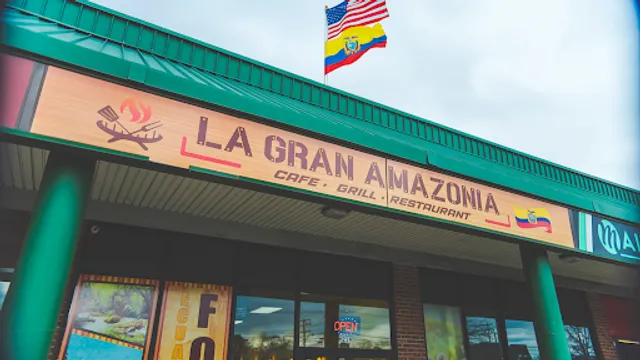 LA GRAN AMAZONIA
CAFE · GRILL · RESTAURANT
OPEN